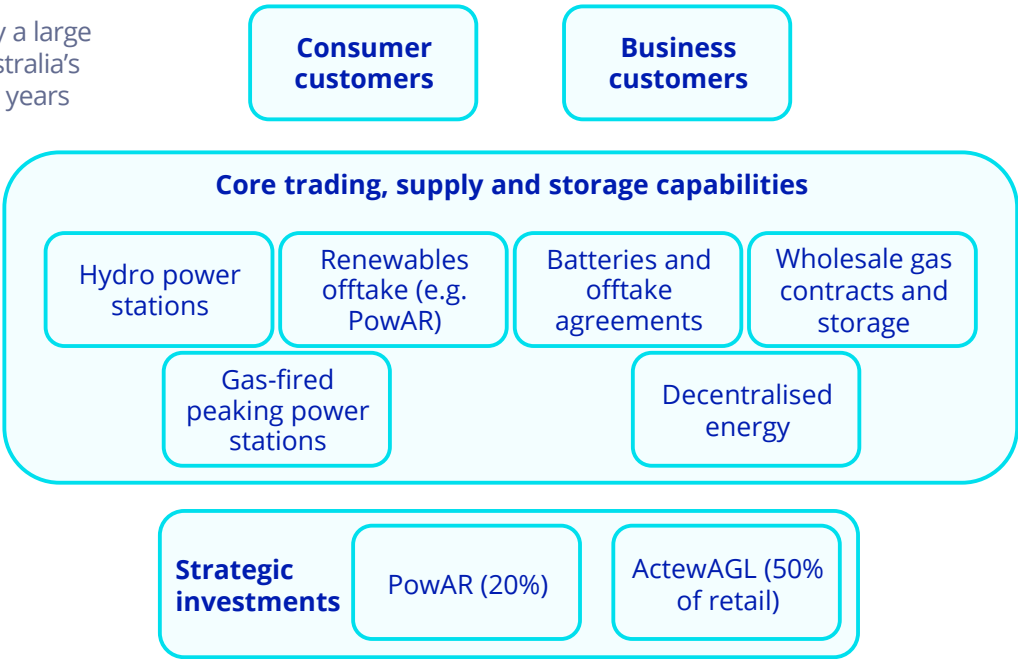 y a large
stralia's
years
Consumer
customers
Business
customers
Core trading, supply and storage capabilities
Hydro power
stations
Renewables
offtake (e.g.
PowAR)
Batteries and
offtake
agreements
Wholesale gas
contracts and
storage
Gas-fired
peaking power
stations
Decentralised
energy
Strategic
investments
PowAR (20%)
ActewAGL (50%
of retail)